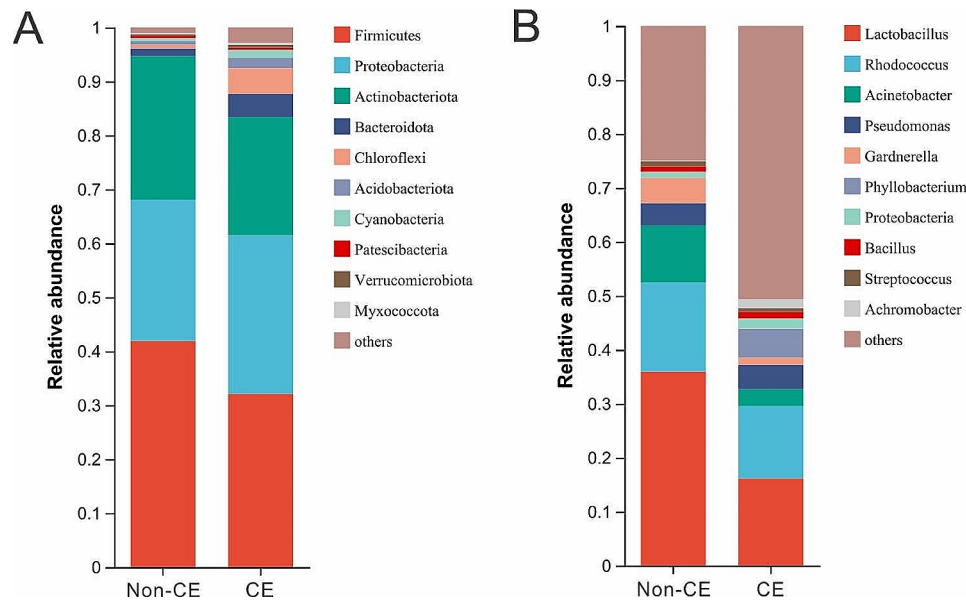 A
Relative abundance
1
0.9
0.8
0.7
0.6
0.5
0.4
0.3
0.2
0.1
0
Non-CE
CE
Firmicutes
Proteobacteria
Actinobacteriota
Bacteroidota
Chloroflexi
Acidobacteriota
Cyanobacteria
Patescibacteria
Verrucomicrobiota
Myxococcota
others
B
Relative abundance
1
0.9
0.8
0.7
0.6
0.5
0.4
0.3
0.2
0.1
0
Non-CE
CE
Lactobacillus
Rhodococcus
Acinetobacter
Pseudomonas
Gardnerella
Phyllobacterium
Proteobacteria
Bacillus
Streptococcus
Achromobacter
others